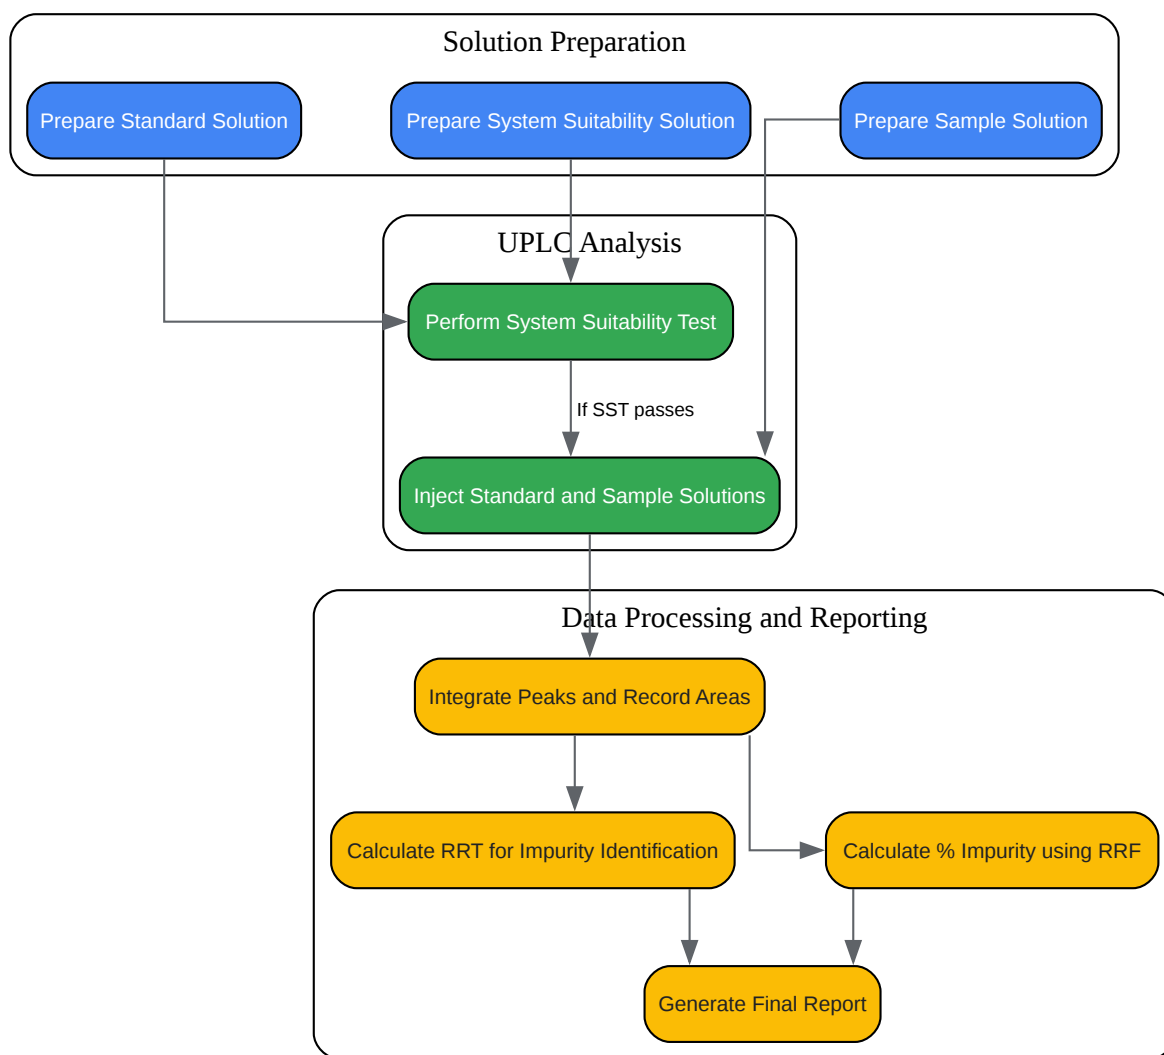 Solution Preparation
Prepare Standard Solution
Prepare System Suitability Solution
Prepare Sample Solution
UPLC Analysis
Perform System Suitability Test
If SST passes
Inject Standard and Sample Solutions
Data Processing and Reporting
Integrate Peaks and Record Areas
Calculate RRT for Impurity Identification
Calculate % Impurity using RRF
Generate Final Report